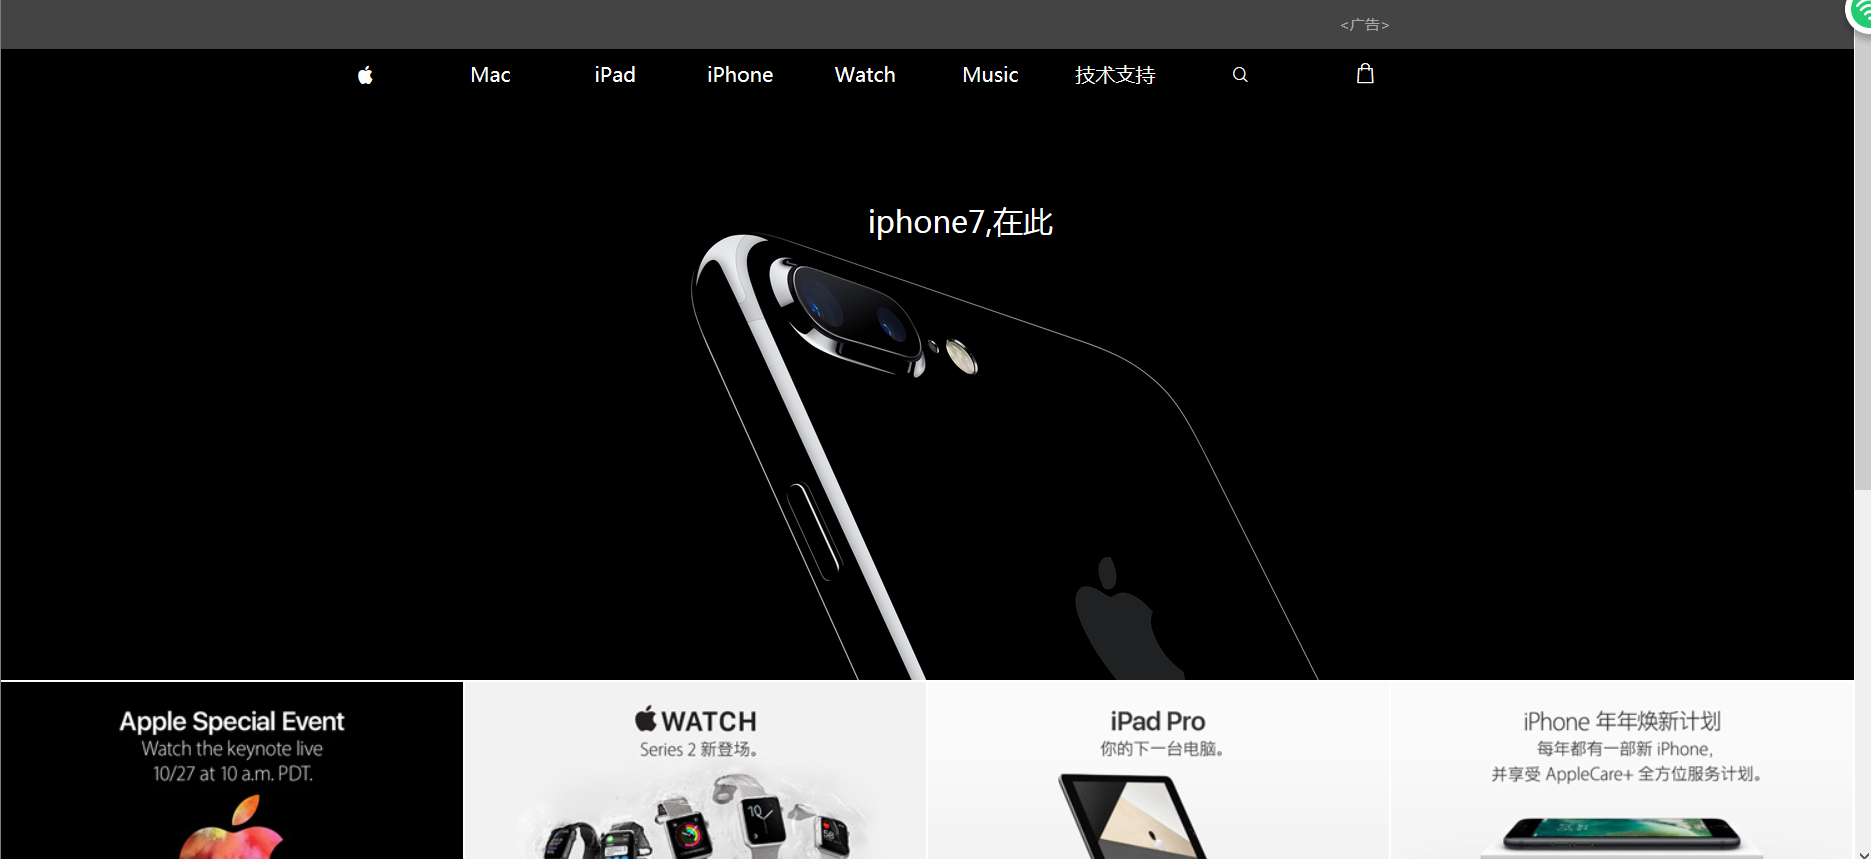 <广告>
Mac iPad iPhone Watch Music 技术支持
iphone7,在此
Apple Special Event
Watch the keynote live
10/27 at 10 a.m. PDT.
WATCH
Series 2 新登场。
iPad Pro
你的下一台电脑。
iPhone 年年焕新计划
每年都有一部新 iPhone,
并享受 AppleCare+ 全方位服务计划。